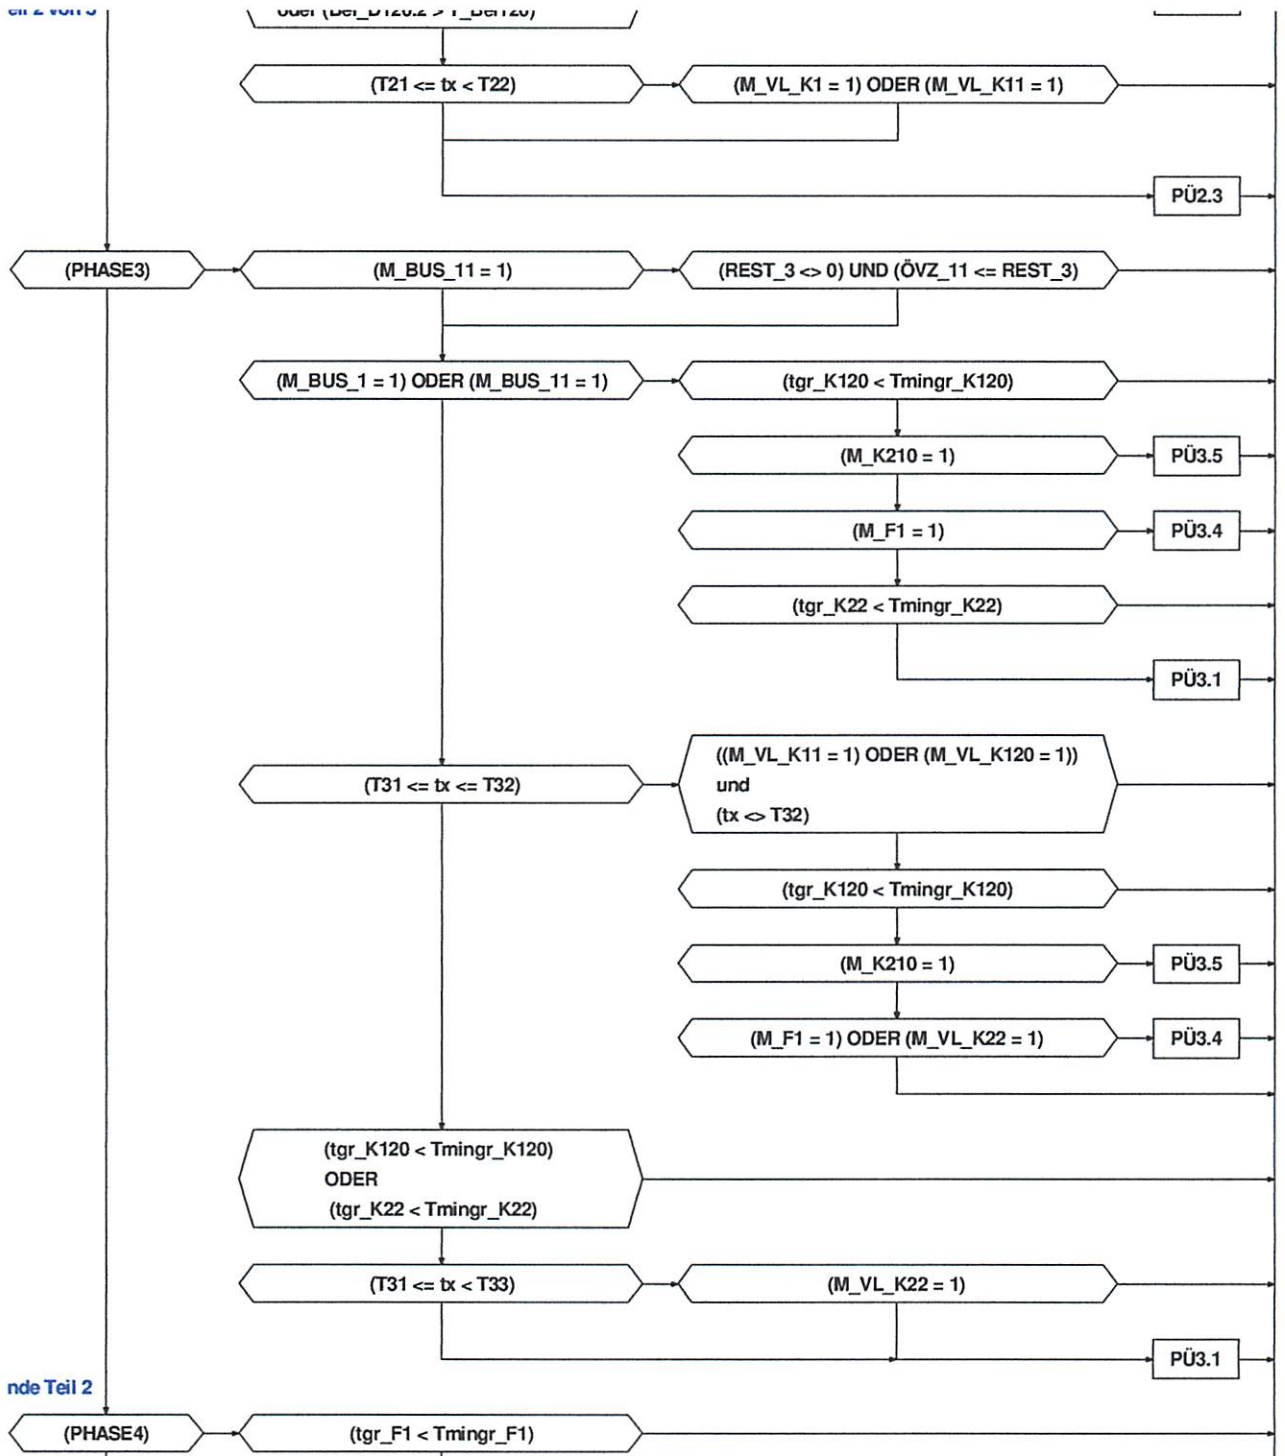 oder (Bel_D120.2 > P_Bel120)
(T21 <= tx < T22)
(M_VL_K1 = 1) ODER (M_VL_K11 = 1)
PÜ2.3
(PHASE3)
(M_BUS_11 = 1)
(REST_3 <> 0) UND (ÖVZ_11 <= REST_3)
(M_BUS_1 = 1) ODER (M_BUS_11 = 1)
(tgr_K120 < Tmingr_K120)
(M_K210 = 1)
PÜ3.5
(M_F1 = 1)
PÜ3.4
(tgr_K22 < Tmingr_K22)
PÜ3.1
(T31 <= tx <= T32)
((M_VL_K11 = 1) ODER (M_VL_K120 = 1))
und
(tx <> T32)
(tgr_K120 < Tmingr_K120)
(M_K210 = 1)
PÜ3.5
(M_F1 = 1) ODER (M_VL_K22 = 1)
PÜ3.4
(tgr_K120 < Tmingr_K120)
ODER
(tgr_K22 < Tmingr_K22)
(T31 <= tx < T33)
(M_VL_K22 = 1)
PÜ3.1
nde Teil 2
(PHASE4)
(tgr_F1 < Tmingr_F1)